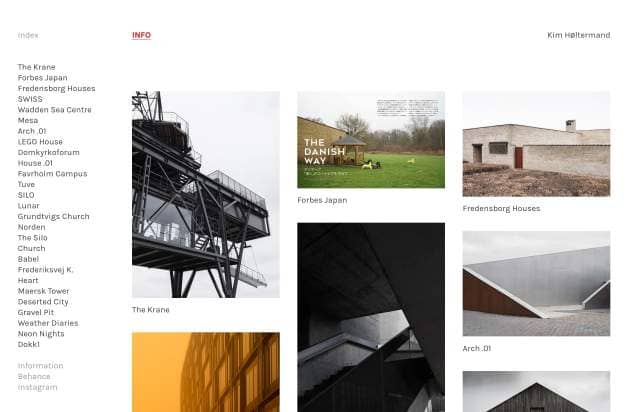 Index
INFO
Kim Høltermand
The Krane
Forbes Japan
Fredensborg Houses
SWISS
Wadden Sea Centre
Mesa
Arch .01
LEGO House
Domkyrkoforum
House .01
Favrholm Campus
Tuve
SILO
Lunar
Grundtvigs Church
Norden
The Silo
Church
Babel
Frederiksvej K.
Heart
Maersk Tower
Deserted City
Gravel Pit
Weather Diaries
Neon Nights
Dokk1
Information
Behance
Instagram
The Krane
THE
DANISH
WAY
Forbes Japan
Fredensborg Houses
Arch .01